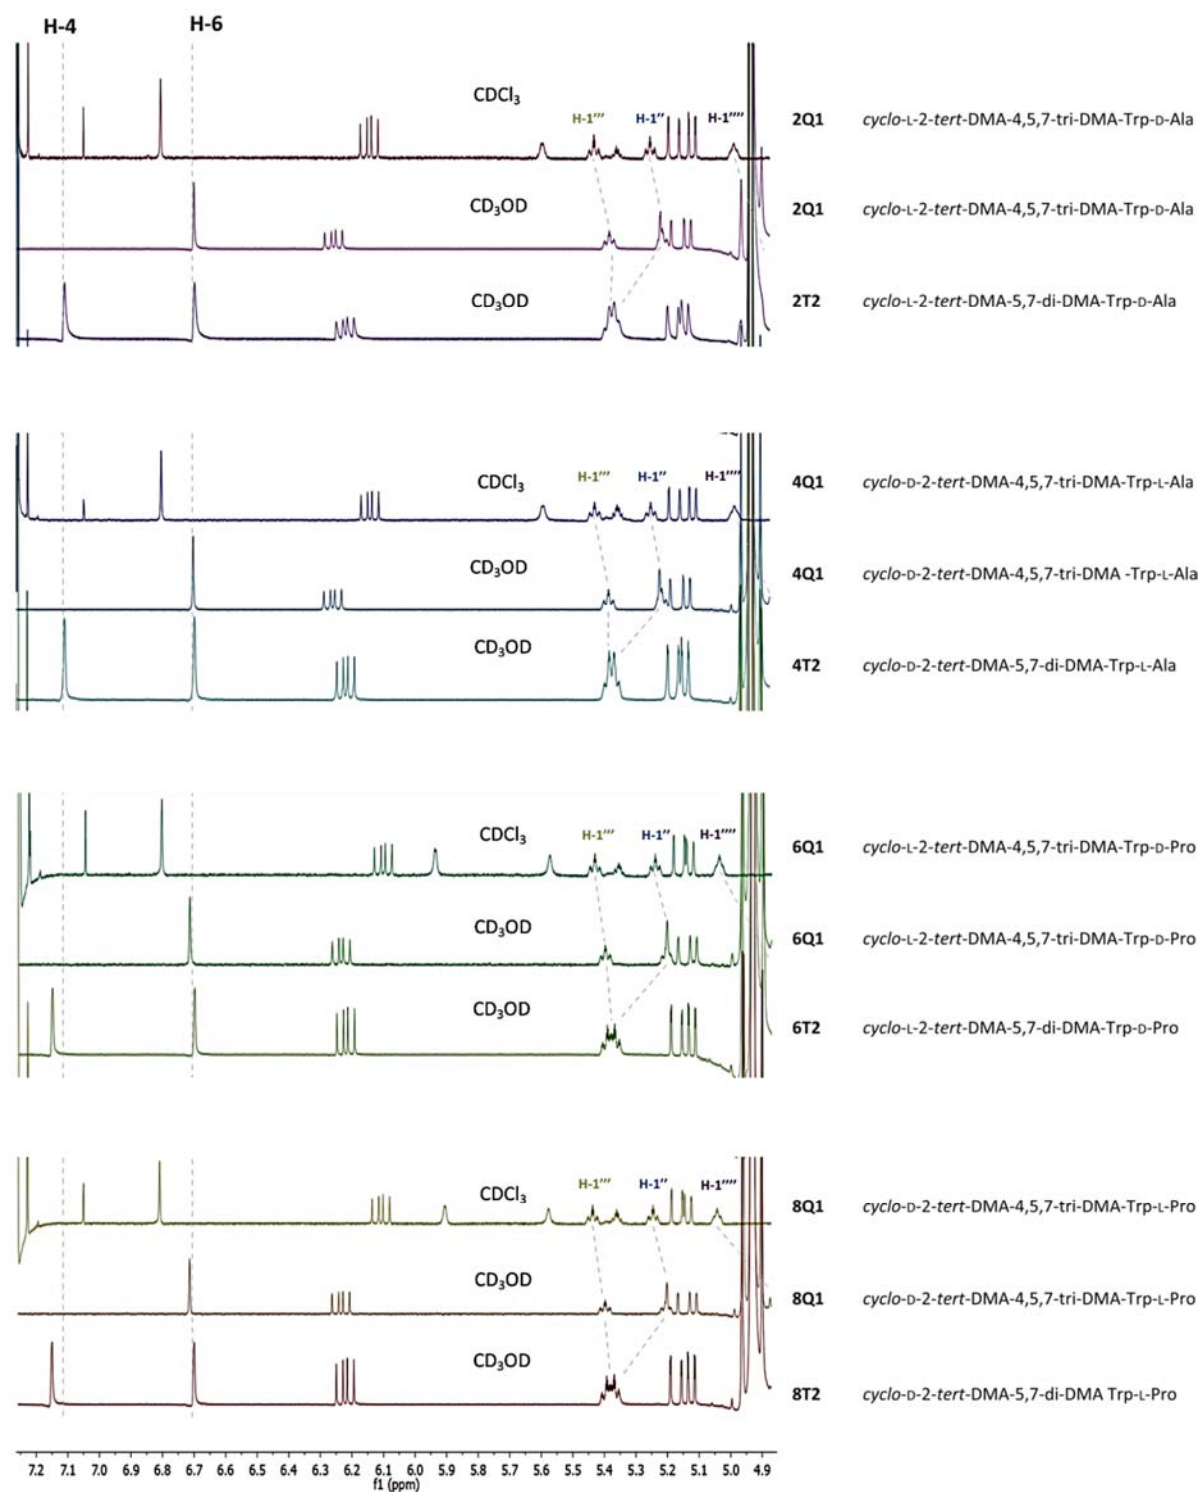 H-4 H-6
CDCl₃ H-1''' H-1'' H-1'''' 2Q1 cyclo-L-2-tert-DMA-4,5,7-tri-DMA-Trp-D-Ala
CD₃OD 2Q1 cyclo-L-2-tert-DMA-4,5,7-tri-DMA-Trp-D-Ala
CD₃OD 2T2 cyclo-L-2-tert-DMA-5,7-di-DMA-Trp-D-Ala
CDCl₃ H-1''' H-1'' H-1'''' 4Q1 cyclo-D-2-tert-DMA-4,5,7-tri-DMA-Trp-L-Ala
CD₃OD 4Q1 cyclo-D-2-tert-DMA-4,5,7-tri-DMA -Trp-L-Ala
CD₃OD 4T2 cyclo-D-2-tert-DMA-5,7-di-DMA-Trp-L-Ala
CDCl₃ H-1''' H-1'' H-1'''' 6Q1 cyclo-L-2-tert-DMA-4,5,7-tri-DMA-Trp-D-Pro
CD₃OD 6Q1 cyclo-L-2-tert-DMA-4,5,7-tri-DMA-Trp-D-Pro
CD₃OD 6T2 cyclo-L-2-tert-DMA-5,7-di-DMA-Trp-D-Pro
CDCl₃ H-1''' H-1'' H-1'''' 8Q1 cyclo-D-2-tert-DMA-4,5,7-tri-DMA-Trp-L-Pro
CD₃OD 8Q1 cyclo-D-2-tert-DMA-4,5,7-tri-DMA-Trp-L-Pro
CD₃OD 8T2 cyclo-D-2-tert-DMA-5,7-di-DMA Trp-L-Pro
7.2 7.1 7.0 6.9 6.8 6.7 6.6 6.5 6.4 6.3 6.2 6.1 6.0 5.9 5.8 5.7 5.6 5.5 5.4 5.3 5.2 5.1 5.0 4.9
f1 (ppm)